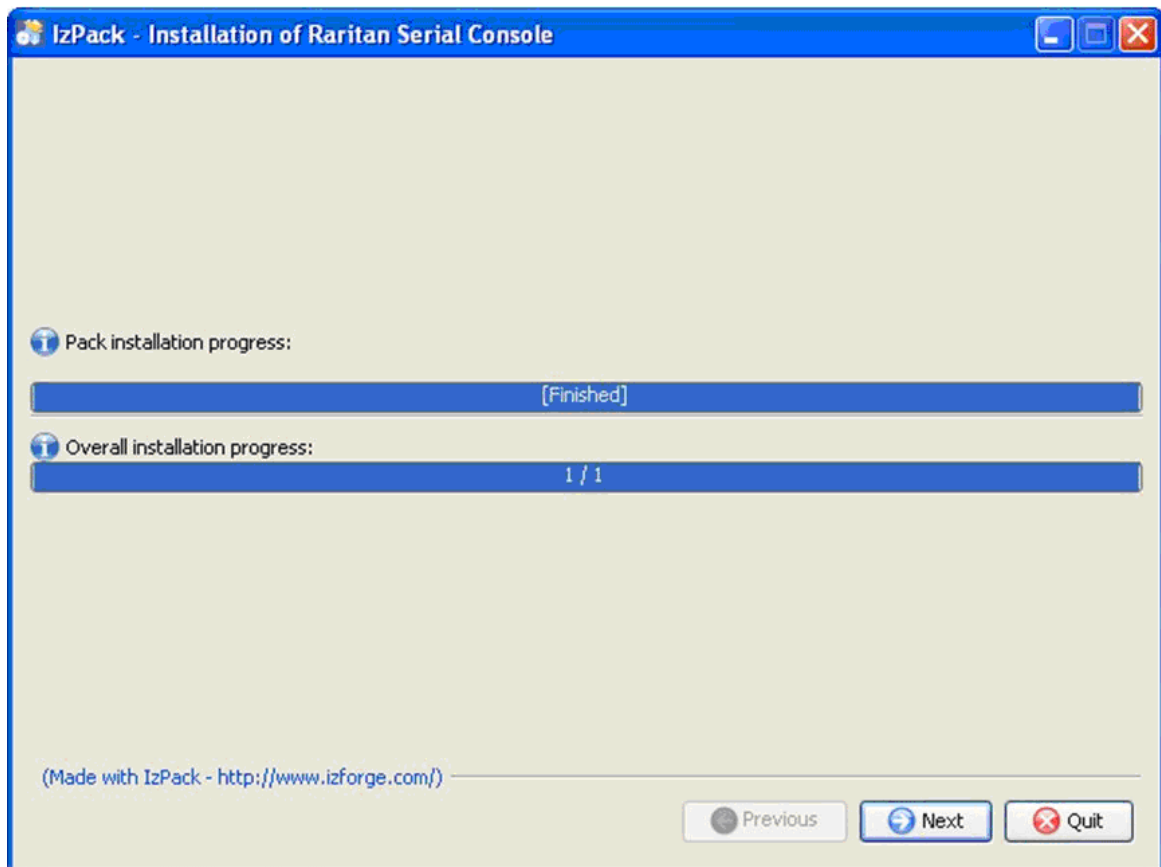 IzPack - Installation of Raritan Serial Console
Pack installation progress:
[Finished]
Overall installation progress:
1 / 1
(Made with IzPack - http://www.izforge.com/)
Previous
Next
Quit